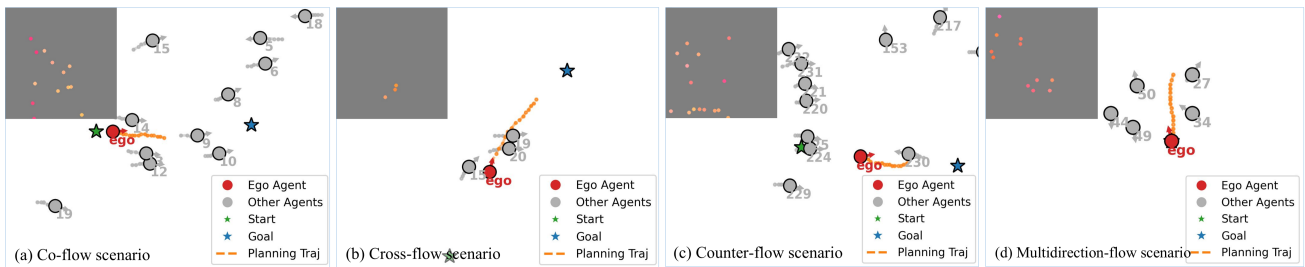 18
15
5
6
8
14
ego
9
10
12
19
Ego Agent
Other Agents
Start
Goal
Planning Traj
(a) Co-flow scenario
19
20
15
ego
Ego Agent
Other Agents
Start
Goal
Planning Traj
(b) Cross-flow scenario
217
153
232
231
221
220
224
230
ego
229
Ego Agent
Other Agents
Start
Goal
Planning Traj
(c) Counter-flow scenario
27
50
44
49
34
ego
Ego Agent
Other Agents
Start
Goal
Planning Traj
(d) Multidirection-flow scenario